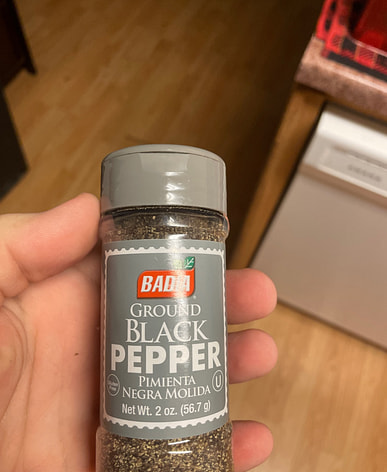 BADIA
GROUND
BLACK
PEPPER
PIMIENTA
NEGRA MOLIDA
U
Net Wt. 2 oz. (56.7 g)